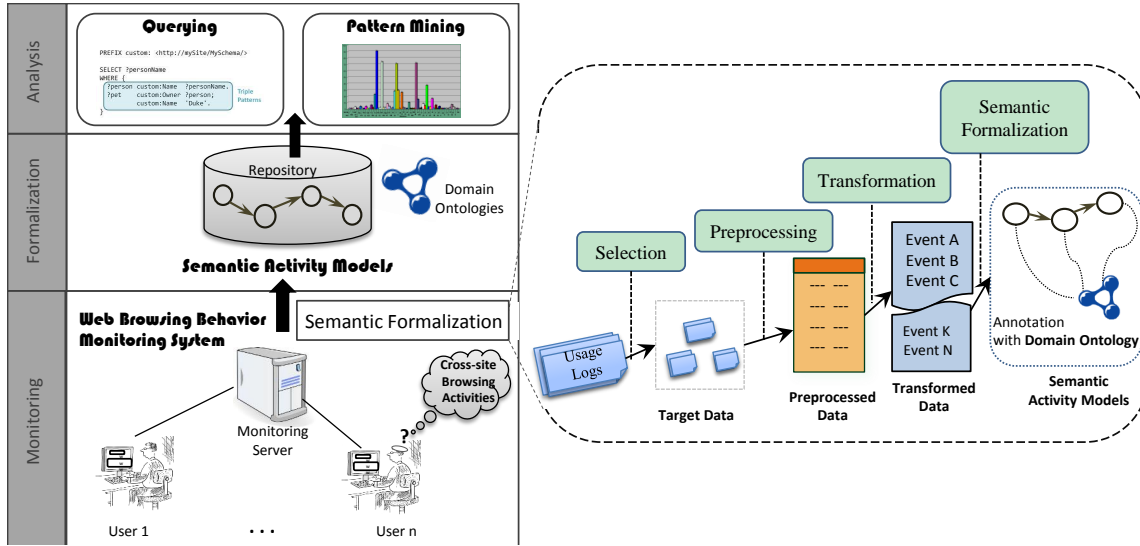 Analysis
Querying
PREFIX custom: <http://mySite/MySchema/>
SELECT ?personName
WHERE {
?person custom:Name ?personName.
?pet custom:Owner ?person;
custom:Name 'Duke'.
}
Triple
Patterns
Pattern Mining
Formalization
Repository
Domain
Ontologies
Semantic Activity Models
Monitoring
Web Browsing Behavior
Monitoring System
Semantic Formalization
Cross-site
Browsing
Activities
Monitoring
Server
?
User 1
. . .
User n
Selection
Preprocessing
Transformation
Semantic
Formalization
Usage
Logs
Target Data
--- ---
--- ---
--- ---
--- ---
Preprocessed
Data
Event A
Event B
Event C
Event K
Event N
Transformed
Data
Annotation
with Domain Ontology
Semantic
Activity Models